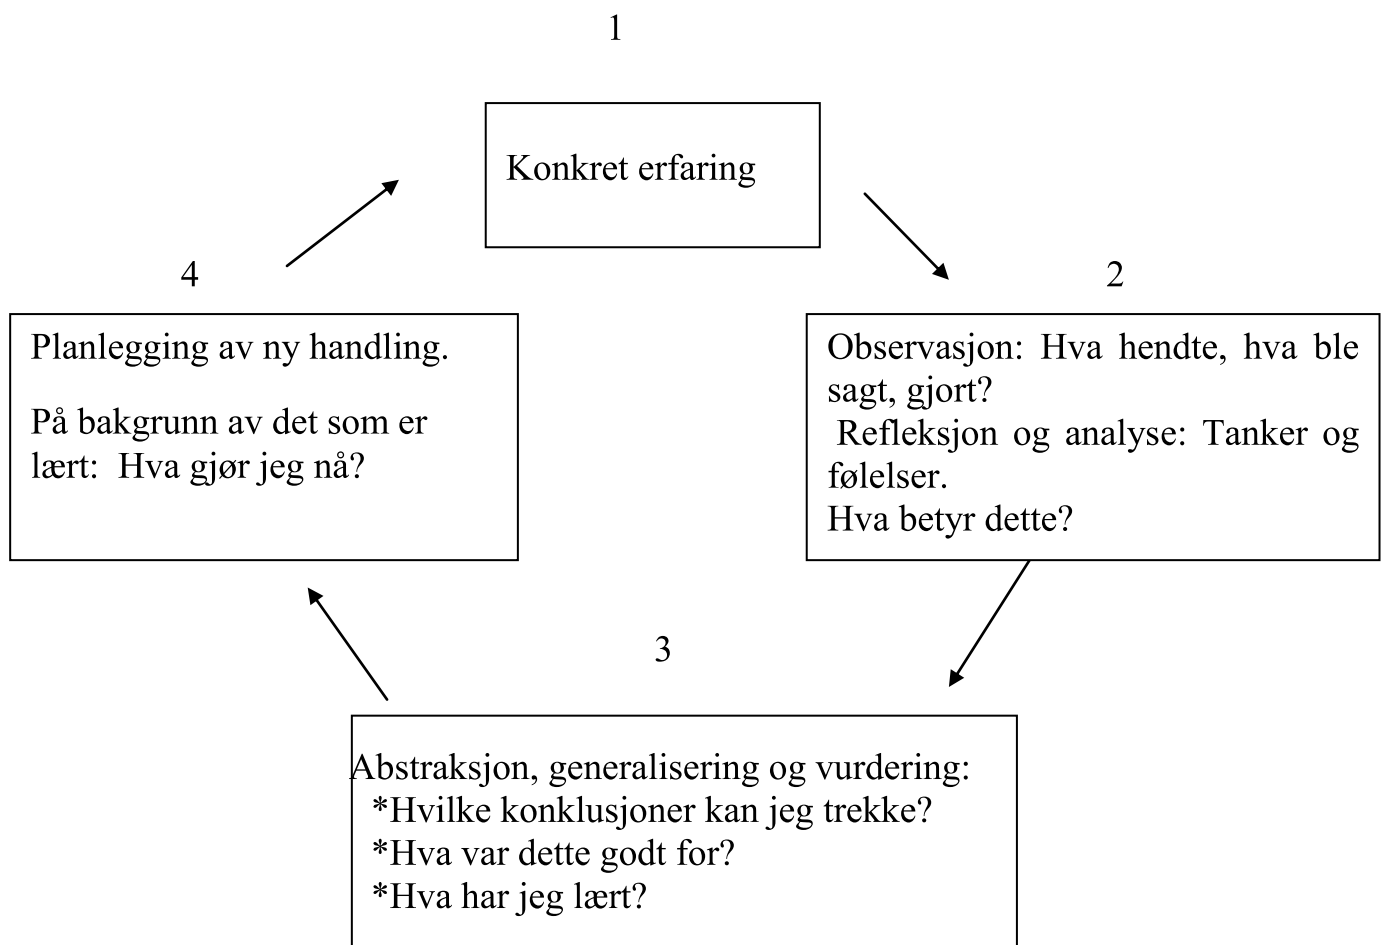 1
Konkret erfaring
2
Observasjon: Hva hendte, hva ble
sagt, gjort?
Refleksjon og analyse: Tanker og
følelser.
Hva betyr dette?
3
Abstraksjon, generalisering og vurdering:
*Hvilke konklusjoner kan jeg trekke?
*Hva var dette godt for?
*Hva har jeg lært?
4
Planlegging av ny handling.
På bakgrunn av det som er
lært:  Hva gjør jeg nå?